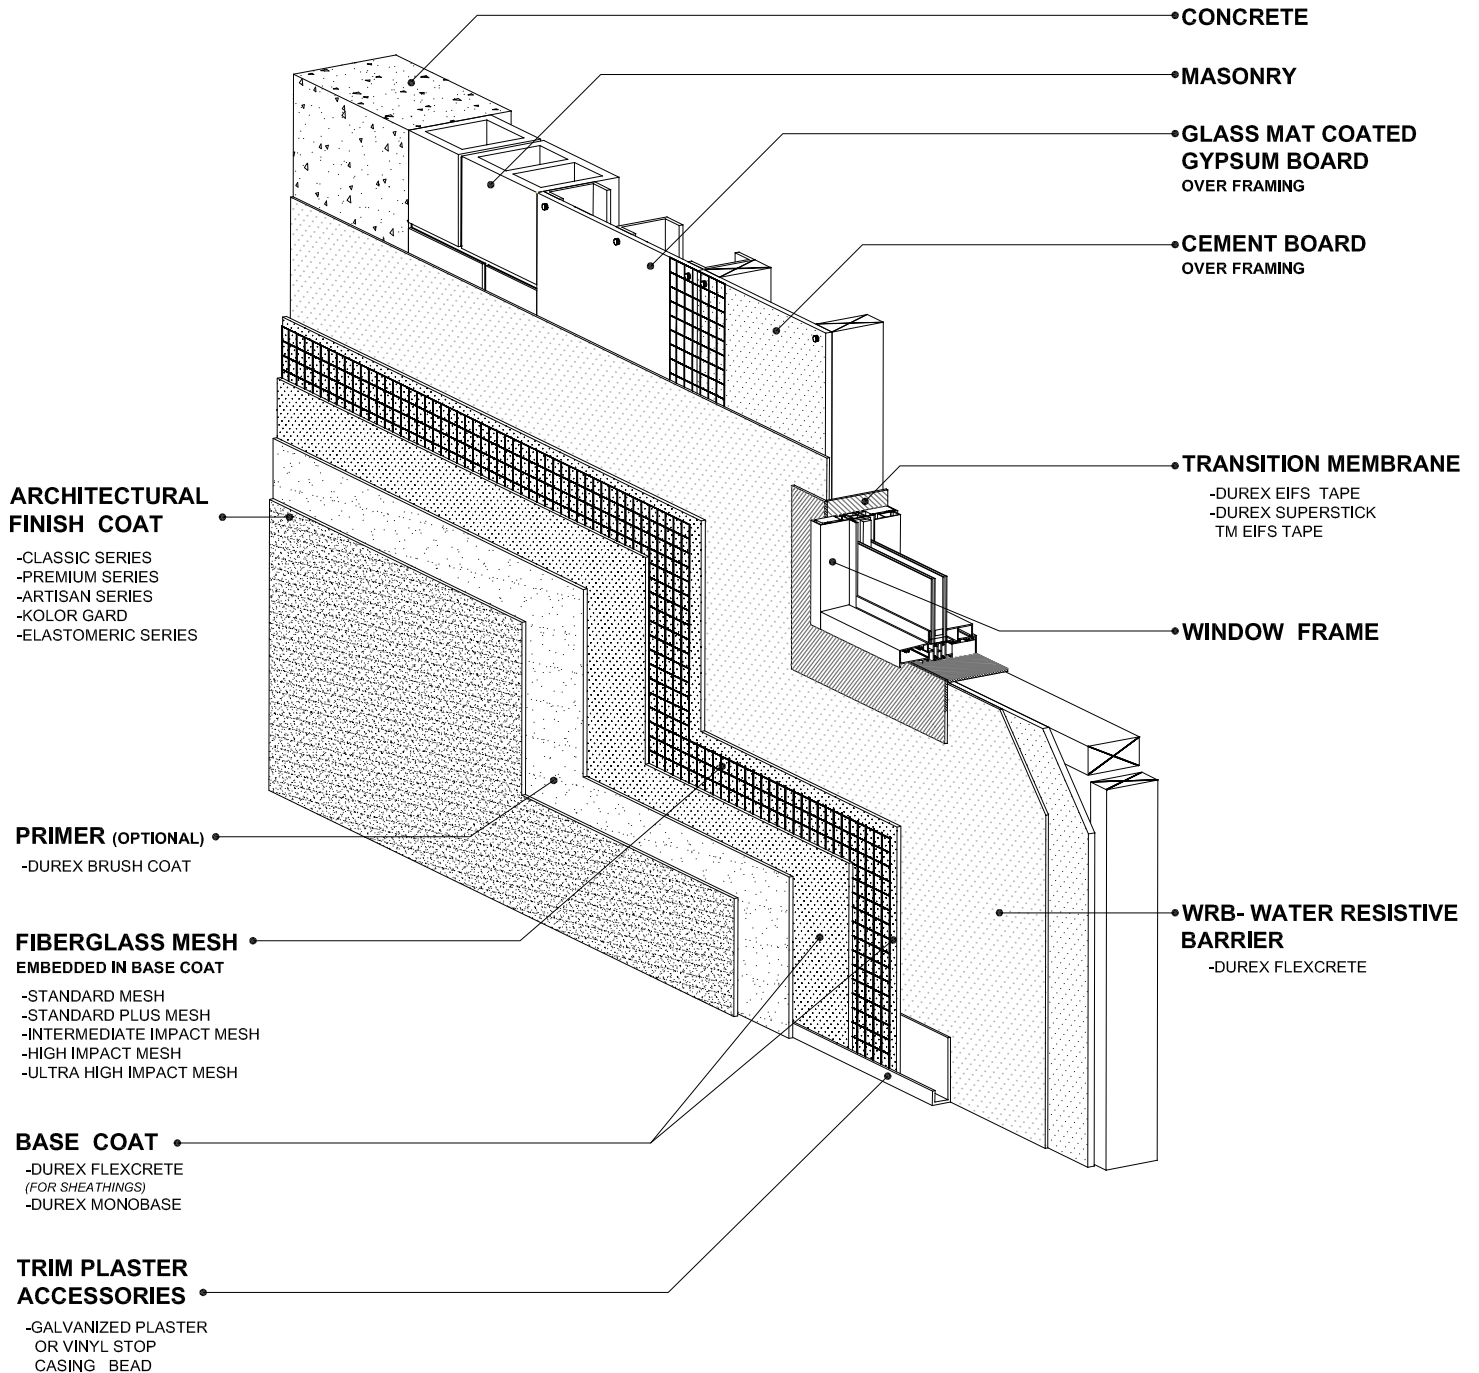 CONCRETE
MASONRY
GLASS MAT COATED
GYPSUM BOARD
OVER FRAMING
CEMENT BOARD
OVER FRAMING
TRANSITION MEMBRANE
-DUREX EIFS TAPE
-DUREX SUPERSTICK
TM EIFS TAPE
WINDOW FRAME
WRB- WATER RESISTIVE
BARRIER
-DUREX FLEXCRETE
ARCHITECTURAL
FINISH COAT
-CLASSIC SERIES
-PREMIUM SERIES
-ARTISAN SERIES
-KOLOR GARD
-ELASTOMERIC SERIES
PRIMER (OPTIONAL)
-DUREX BRUSH COAT
FIBERGLASS MESH
EMBEDDED IN BASE COAT
-STANDARD MESH
-STANDARD PLUS MESH
-INTERMEDIATE IMPACT MESH
-HIGH IMPACT MESH
-ULTRA HIGH IMPACT MESH
BASE COAT
-DUREX FLEXCRETE
(FOR SHEATHINGS)
-DUREX MONOBASE
TRIM PLASTER
ACCESSORIES
-GALVANIZED PLASTER
OR VINYL STOP
CASING BEAD